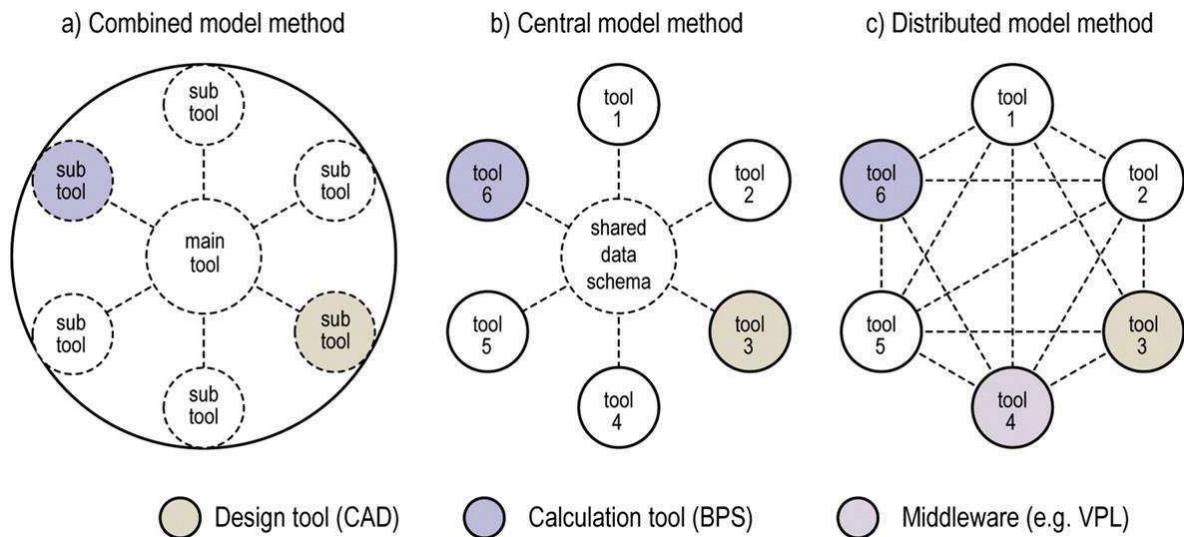 a) Combined model method
b) Central model method
c) Distributed model method
sub
tool
sub
tool
sub
tool
main
tool
sub
tool
sub
tool
sub
tool
tool
1
tool
6
tool
2
shared
data
schema
tool
5
tool
3
tool
4
tool
1
tool
6
tool
2
tool
5
tool
3
tool
4
Design tool (CAD)
Calculation tool (BPS)
Middleware (e.g. VPL)